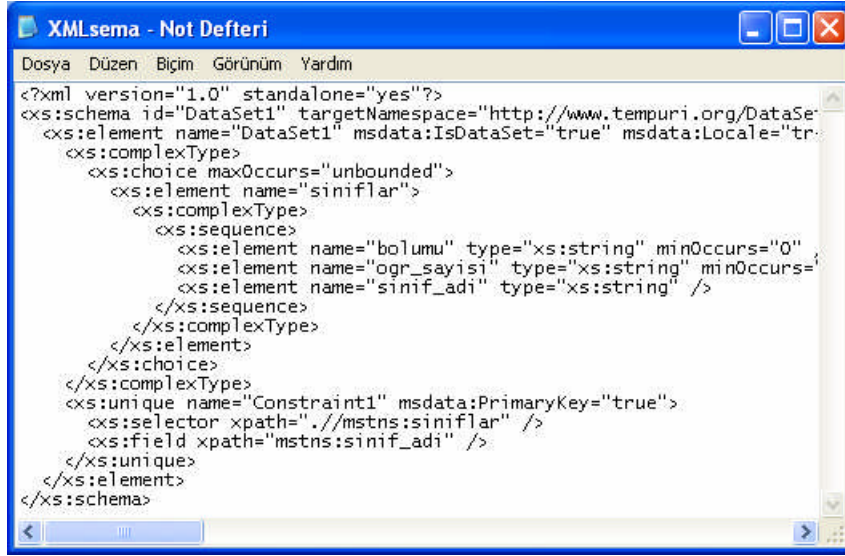 XMLsema - Not Defteri
Dosya Düzen Biçim Görünüm Yardım
<?xml version="1.0" standalone="yes"?>
<xs:schema id="DataSet1" targetNamespace="http://www.tempuri.org/DataSe
<xs:element name="DataSet1" msdata:IsDataSet="true" msdata:Locale="tr-
<xs:complexType>
<xs:choice maxOccurs="unbounded">
<xs:element name="siniflar">
<xs:complexType>
<xs:sequence>
<xs:element name="bolumu" type="xs:string" minOccurs="0"
<xs:element name="ogr_sayisi" type="xs:string" minOccurs="
<xs:element name="sinif_adi" type="xs:string" />
</xs:sequence>
</xs:complexType>
</xs:element>
</xs:choice>
</xs:complexType>
<xs:unique name="Constraint1" msdata:PrimaryKey="true">
<xs:selector xpath=".//mstns:siniflar" />
<xs:field xpath="mstns:sinif_adi" />
</xs:unique>
</xs:element>
</xs:schema>